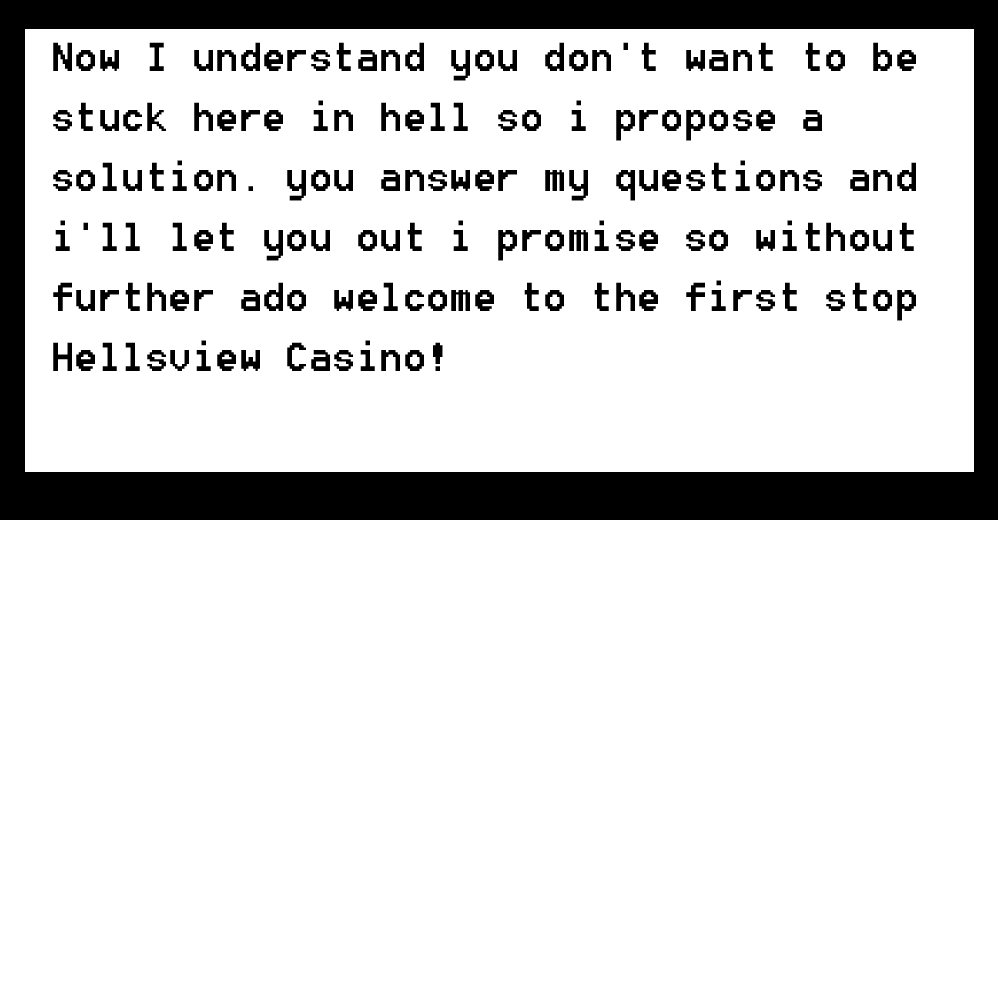 Now I understand you don't want to be
stuck here in hell so i propose a
solution. you answer my questions and
i'll let you out i promise so without
further ado welcome to the first stop
Hellsview Casino!